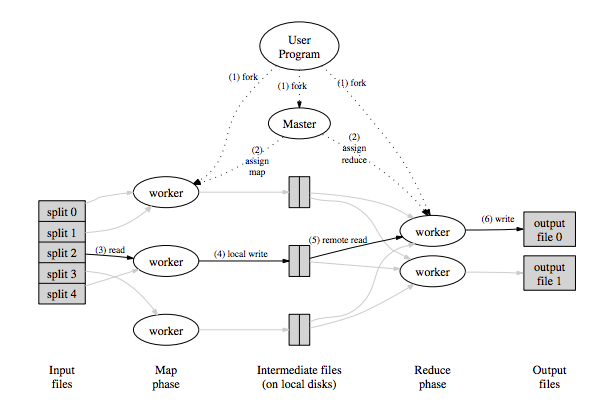 User
Program
(1) fork
(1) fork
(1) fork
Master
(2)
assign
map
(2)
assign
reduce
worker
split 0
split 1
split 2
split 3
split 4
(3) read
worker
(4) local write
(5) remote read
worker
(6) write
output
file 0
worker
output
file 1
worker
Input
files
Map
phase
Intermediate files
(on local disks)
Reduce
phase
Output
files